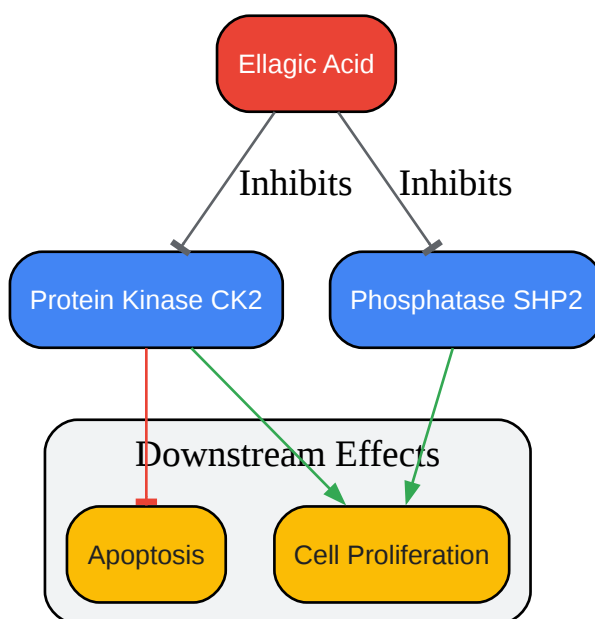 Ellagic Acid
Inhibits
Inhibits
Protein Kinase CK2
Phosphatase SHP2
Downstream Effects
Apoptosis
Cell Proliferation